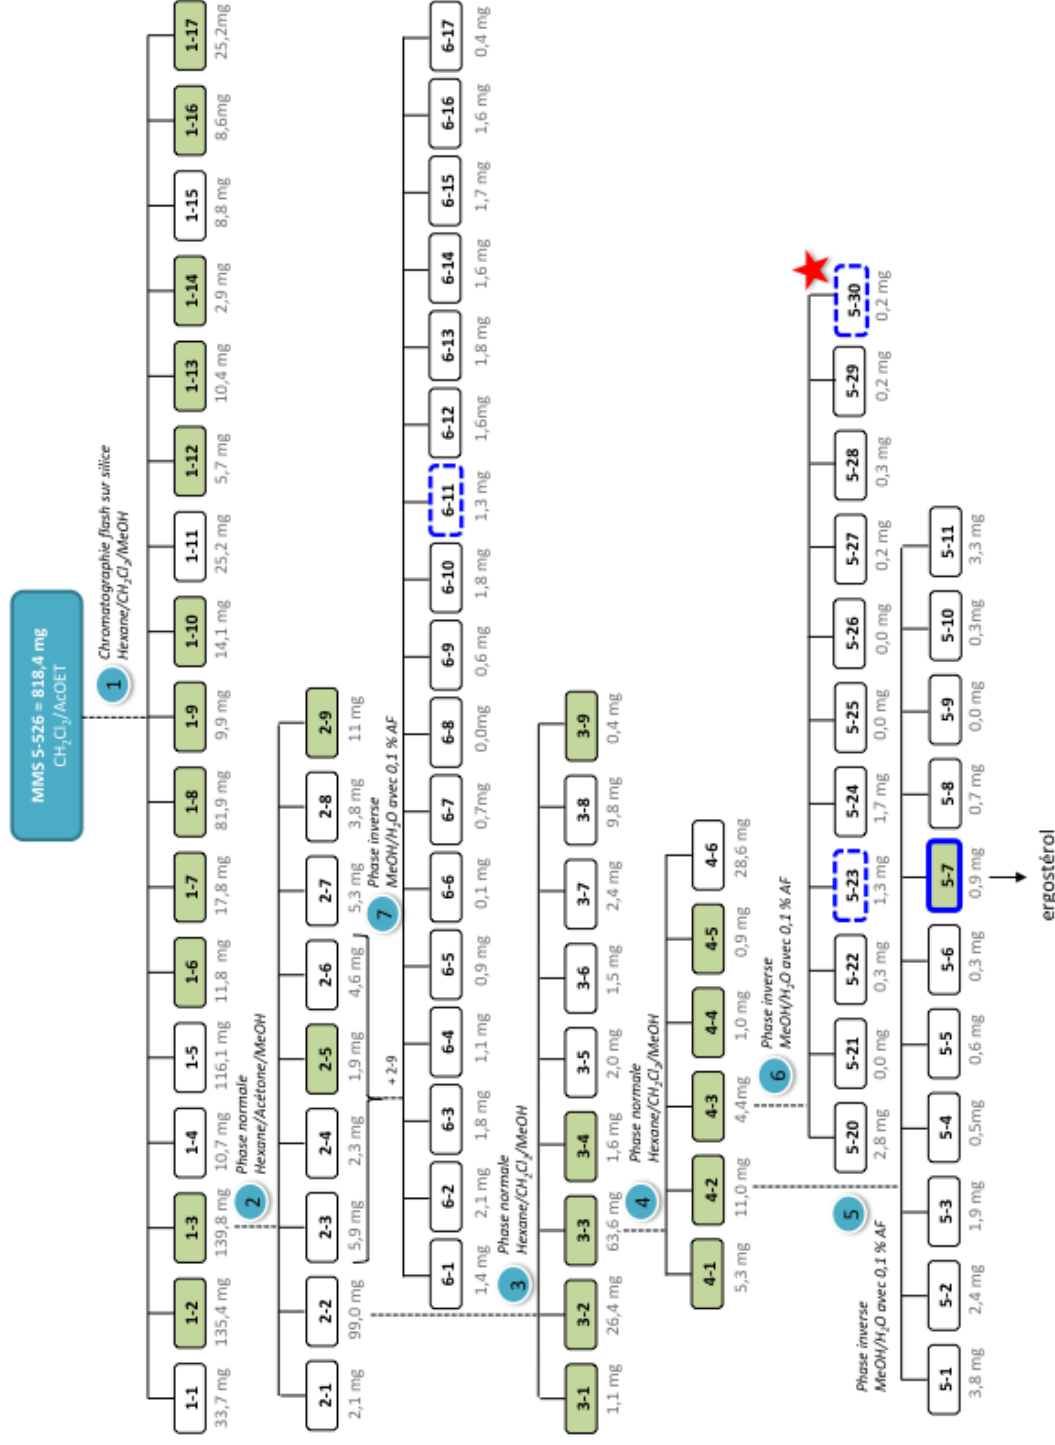 MMS 5-526 = 818,4 mg
CH₂Cl₂/AcOET
1
Chromatographie flash sur silice
Hexane/CH₂Cl₂/MeOH
1-1 1-2 1-3 1-4 1-5 1-6 1-7 1-8 1-9 1-10 1-11 1-12 1-13 1-14 1-15 1-16 1-17
33,7 mg 135,4 mg 139,8 mg 10,7 mg 116,1 mg 11,8 mg 17,8 mg 81,9 mg 9,9 mg 14,1 mg 25,2 mg 5,7 mg 10,4 mg 2,9 mg 8,8 mg 8,6mg 25,2mg
2
Phase normale
Hexane/Acétone/MeOH
2-1 2-2 2-3 2-4 2-5 2-6 2-7 2-8 2-9
2,1 mg 99,0 mg 5,9 mg 2,3 mg 1,9 mg 4,6 mg 5,3 mg 3,8 mg 11 mg
+ 2-9
7
Phase inverse
MeOH/H₂O avec 0,1 % AF
6-1 6-2 6-3 6-4 6-5 6-6 6-7 6-8 6-9 6-10 6-11 6-12 6-13 6-14 6-15 6-16 6-17
1,4 mg 2,1 mg 1,8 mg 1,1 mg 0,9 mg 0,1 mg 0,7mg 0,0mg 0,6 mg 1,8 mg 1,3 mg 1,6mg 1,8 mg 1,6 mg 1,7 mg 1,6 mg 0,4 mg
3
Phase normale
Hexane/CH₂Cl₂/MeOH
3-1 3-2 3-3 3-4 3-5 3-6 3-7 3-8 3-9
1,1 mg 26,4 mg 63,6 mg 1,6 mg 2,0 mg 1,5 mg 2,4 mg 9,8 mg 0,4 mg
4
Phase normale
Hexane/CH₂Cl₂/MeOH
4-1 4-2 4-3 4-4 4-5 4-6
5,3 mg 11,0 mg 4,4mg 1,0 mg 0,9 mg 28,6 mg
6
Phase inverse
MeOH/H₂O avec 0,1 % AF
5-20 5-21 5-22 5-23 5-24 5-25 5-26 5-27 5-28 5-29 5-30
2,8 mg 0,0 mg 0,3 mg 1,3 mg 1,7 mg 0,0 mg 0,0 mg 0,2 mg 0,3 mg 0,2 mg 0,2 mg
5
Phase inverse
MeOH/H₂O avec 0,1 % AF
5-1 5-2 5-3 5-4 5-5 5-6 5-7 5-8 5-9 5-10 5-11
3,8 mg 2,4 mg 1,9 mg 0,5mg 0,6 mg 0,3 mg 0,9 mg 0,7 mg 0,0 mg 0,3mg 3,3 mg
ergostérol